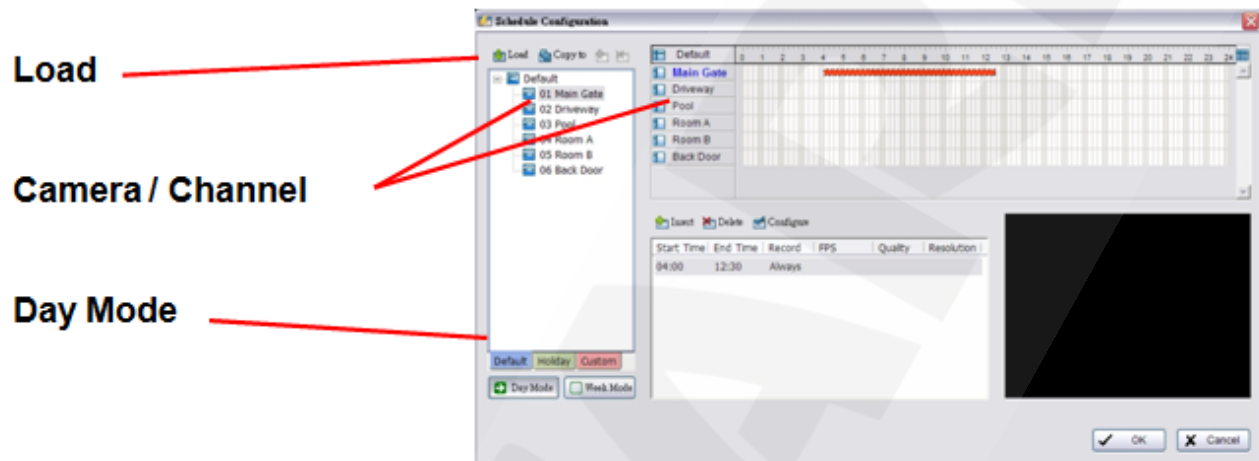 Schedule Configuration
Load
Camera / Channel
Day Mode
Load Copy to
Default
01 Main Gate
02 Driveway
03 Pool
04 Room A
05 Room B
06 Back Door
Default Holiday Custom
Day Mode Week Mode
Default 0 1 2 3 4 5 6 7 8 9 10 11 12 13 14 15 16 17 18 19 20 21 22 23 24
Main Gate
Driveway
Pool
Room A
Room B
Back Door
Insert Delete Configure
Start Time End Time Record FPS Quality Resolution
04:00 12:30 Always
OK Cancel